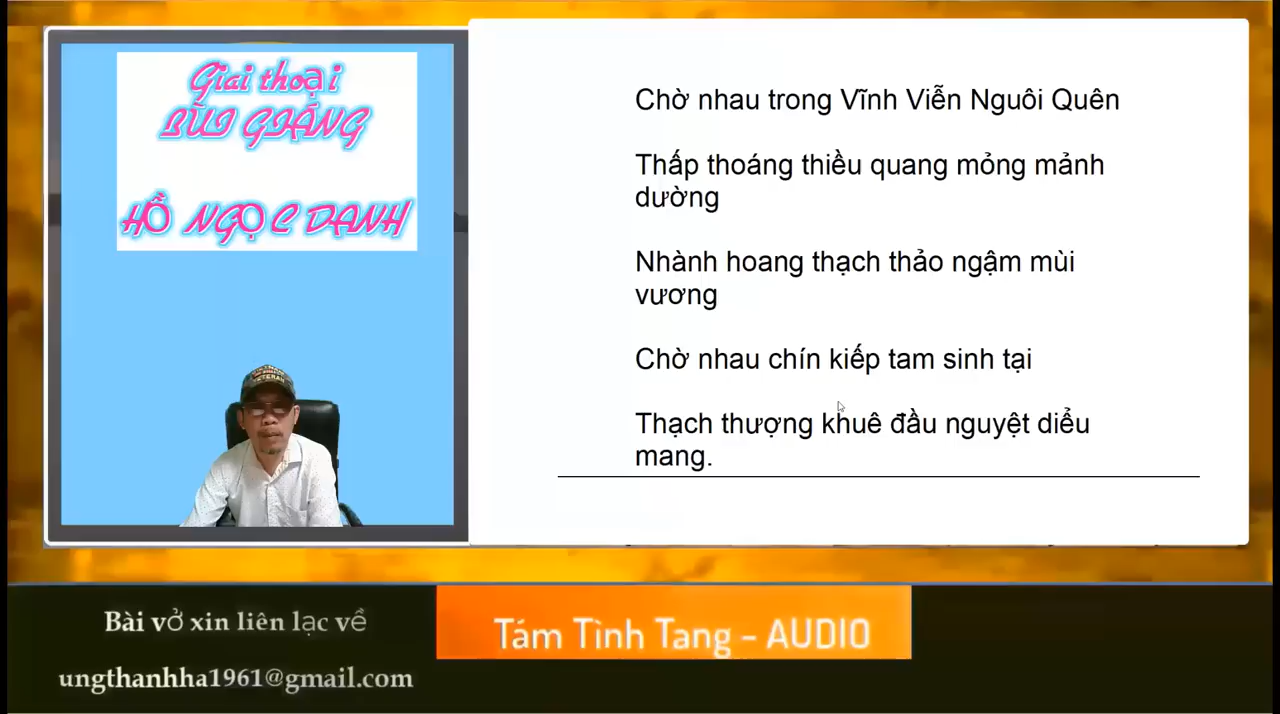 Giai thoại
BÙI GIÁNG
HỒ NGỌC DANH
Chờ nhau trong Vĩnh Viễn Nguôi Quên
Thấp thoáng thiều quang mỏng mảnh
dường
Nhành hoang thạch thảo ngậm mùi
vương
Chờ nhau chín kiếp tam sinh tại
Thạch thượng khuê đầu nguyệt diểu
mang.
Bài vở xin liên lạc về
ungthanhha1961@gmail.com
Tám Tình Tang - AUDIO
VETERAN